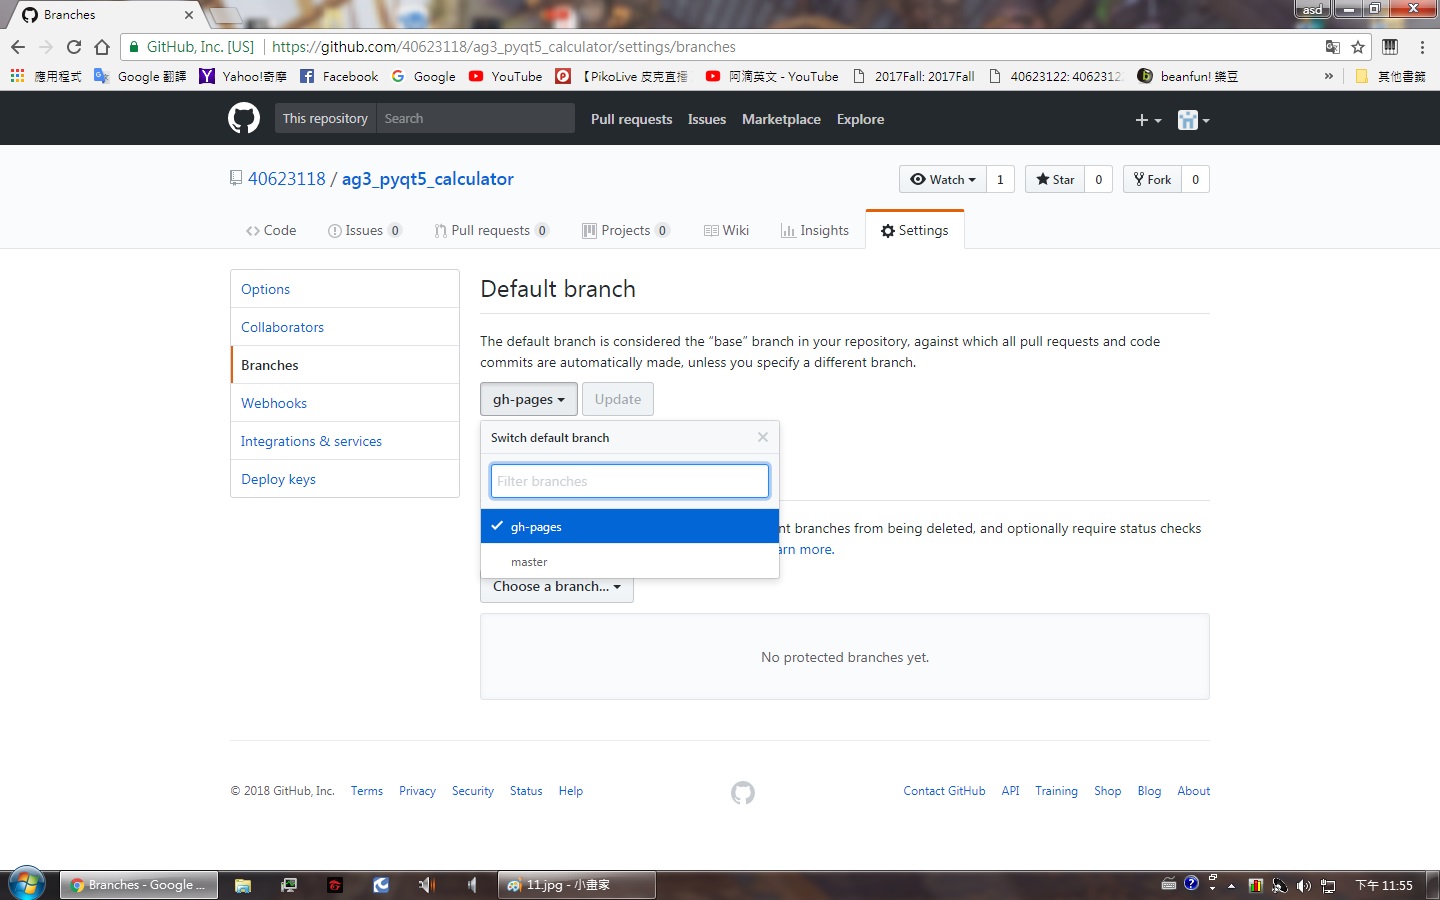 Branches
asd
GitHub, Inc. [US] https://github.com/40623118/ag3_pyqt5_calculator/settings/branches
應用程式 Google 翻譯 Yahoo!奇摩 Facebook Google YouTube 【PikoLive 皮克直播 阿滴英文 - YouTube 2017Fall: 2017Fall 40623122: 4062312 beanfun! 樂豆 » 其他書籤
This repository Search Pull requests Issues Marketplace Explore
40623118 / ag3_pyqt5_calculator
Watch 1 Star 0 Fork 0
Code Issues 0 Pull requests 0 Projects 0 Wiki Insights Settings
Options
Collaborators
Branches
Webhooks
Integrations & services
Deploy keys
Default branch
The default branch is considered the “base” branch in your repository, against which all pull requests and code
commits are automatically made, unless you specify a different branch.
gh-pages Update
Switch default branch
Filter branches
gh-pages
master
nt branches from being deleted, and optionally require status checks
arn more.
Choose a branch...
No protected branches yet.
© 2018 GitHub, Inc. Terms Privacy Security Status Help
Contact GitHub API Training Shop Blog About
Branches - Google ...
11.jpg - 小畫家
下午 11:55